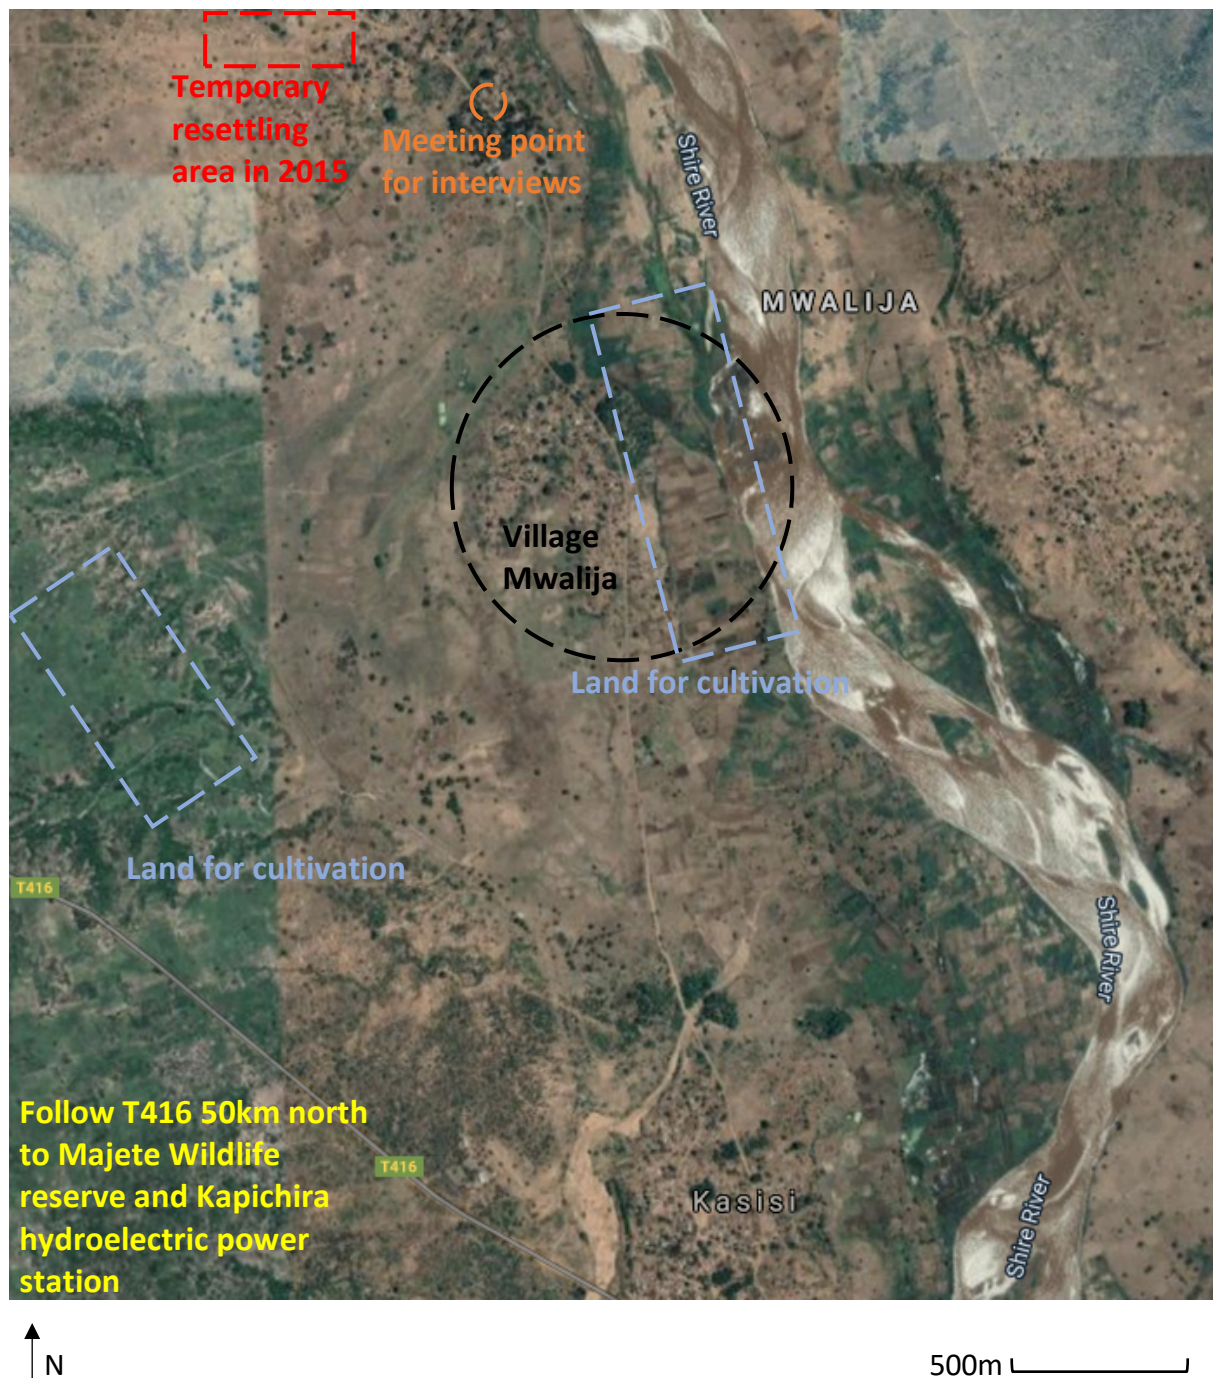 Temporary
resettling
area in 2015
Meeting point
for interviews
Shire River
MWALIJA
Village
Mwalija
Land for cultivation
Land for cultivation
T416
Shire River
Follow T416 50km north
to Majete Wildlife
reserve and Kapichira
hydroelectric power
station
T416
Kasisi
Shire River
N
500m